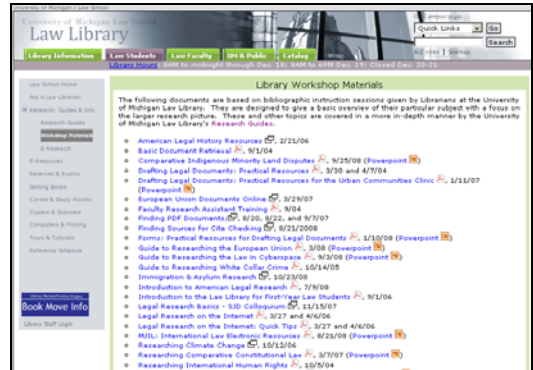 University of Michigan | Law School
University of Michigan Law School
Law Library
Quick Links
Go
Search
A-Z Index | Sitemap
Library Information
Law Students
Law Faculty
UM & Public
Catalog
Library Hours: 8AM to midnight through Dec. 18; 8AM to 6PM Dec. 19; Closed Dec. 20-21
Law School Home
Ask A Law Librarian
Research: Guides & Info
Research Guides
Workshop Materials
E-Research
E-Resources
Reserves & Exams
Getting Books
Carrels & Study Rooms
Copiers & Scanners
Computers & Printing
Tours & Tutorials
Reference Schedule
Book Move Info
Library Staff Login
Library Workshop Materials
The following documents are based on bibliographic instruction sessions given by Librarians at the University
of Michigan Law Library. They are designed to give a basic overview of their particular subject with a focus on
the larger research picture. These and other topics are covered in a more in-depth manner by the University
of Michigan Law Library's Research Guides.
American Legal History Resources, 2/21/06
Basic Document Retrieval, 9/1/04
Comparative Indigenous Minority Land Disputes, 9/25/08 (Powerpoint)
Drafting Legal Documents: Practical Resources, 3/30 and 4/7/04
Drafting Legal Documents: Practical Resources for the Urban Communities Clinic, 1/11/07
(Powerpoint)
European Union Documents Online, 3/29/07
Faculty Research Assistant Training, 9/04
Finding PDF Documents, 8/20, 8/22, and 9/7/07
Finding Sources for Cite Checking, 8/21/2008
Forms: Practical Resources for Drafting Legal Documents, 1/10/08 (Powerpoint)
Guide to Researching the European Union, 3/08 (Powerpoint)
Guide to Researching the Law in Cyberspace, 9/3/08 (Powerpoint)
Guide to Researching White Collar Crime, 10/14/05
Immigration & Asylum Research, 10/23/08
Introduction to American Legal Research, 7/9/08
Introduction to the Law Library for First-Year Law Students, 9/1/06
Legal Research Basics - SJD Colloquium, 11/15/07
Legal Research on the Internet, 3/27 and 4/6/06
Legal Research on the Internet: Quick Tips, 3/27 and 4/6/06
MJIL: International Law Electronic Resources, 8/21/08 (Powerpoint)
Researching Climate Change, 10/12/06
Researching Comparative Constitutional Law, 3/7/07 (Powerpoint)
Researching International Human Rights, 10/5/04